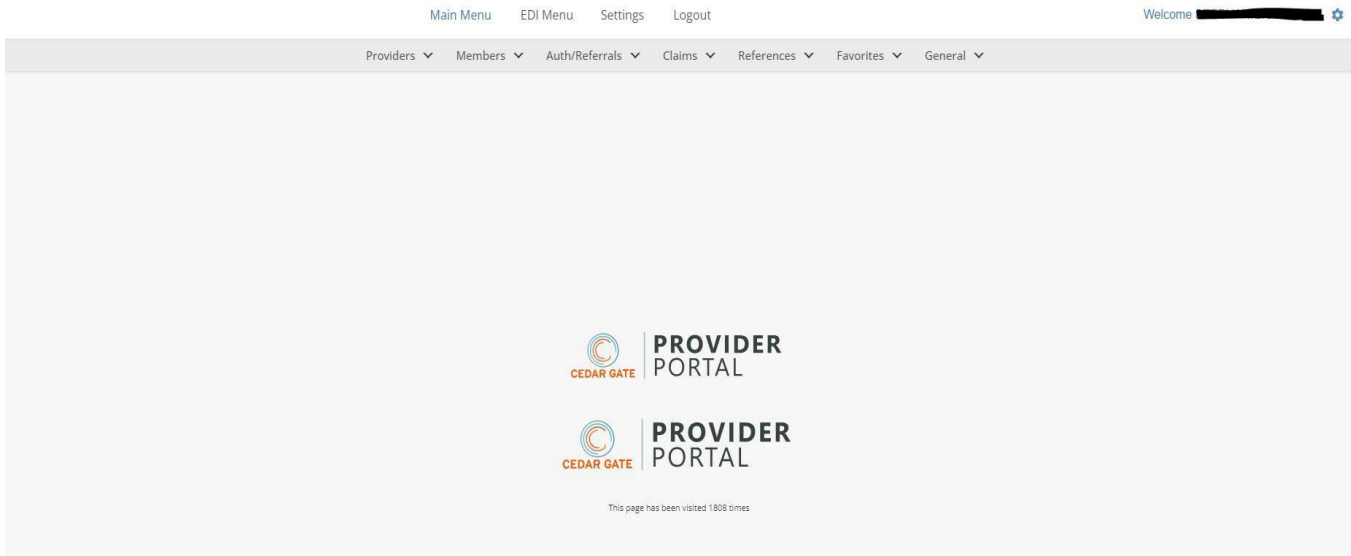 Main Menu EDI Menu Settings Logout Welcome
Providers Members Auth/Referrals Claims References Favorites General
CEDAR GATE PROVIDER
PORTAL
CEDAR GATE PROVIDER
PORTAL
This page has been visited 1808 times